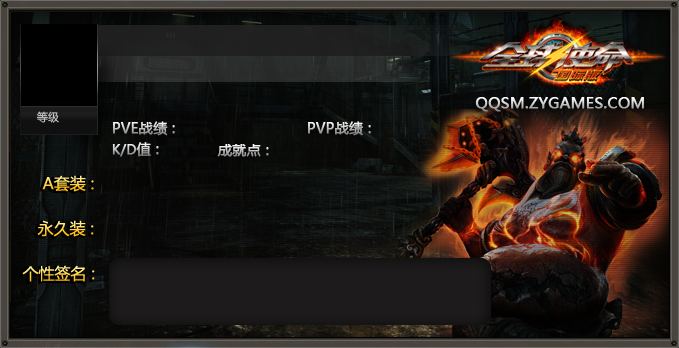 全球使命
国际版
QQSM.ZYGAMES.COM
等级
PVE战绩：
PVP战绩：
K/D值：
成就点：
A套装：
永久装：
个性签名：